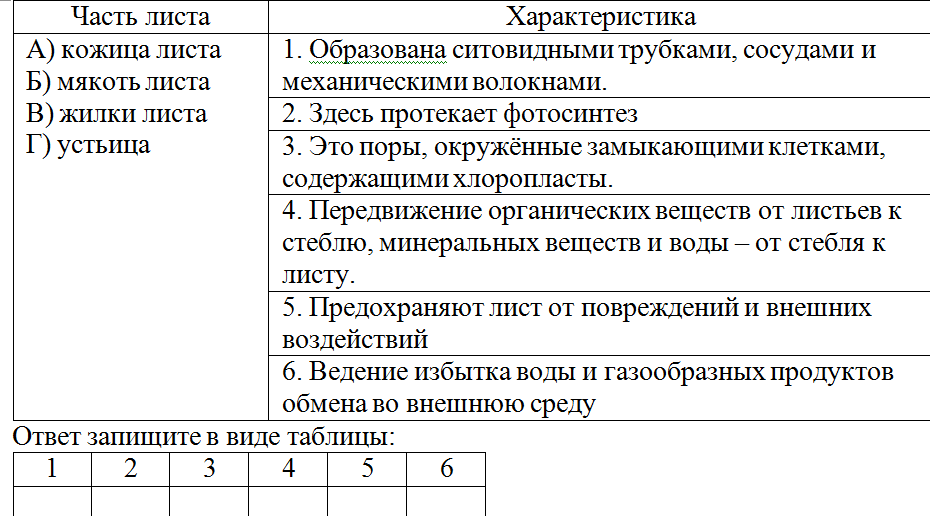 Часть листа
Характеристика
А) кожица листа
Б) мякоть листа
В) жилки листа
Г) устьица
1. Образована ситовидными трубками, сосудами и
механическими волокнами.
2. Здесь протекает фотосинтез
3. Это поры, окружённые замыкающими клетками,
содержащими хлоропласты.
4. Передвижение органических веществ от листьев к
стеблю, минеральных веществ и воды – от стебля к
листу.
5. Предохраняют лист от повреждений и внешних
воздействий
6. Ведение избытка воды и газообразных продуктов
обмена во внешнюю среду
Ответ запищите в виде таблицы:
1 2 3 4 5 6